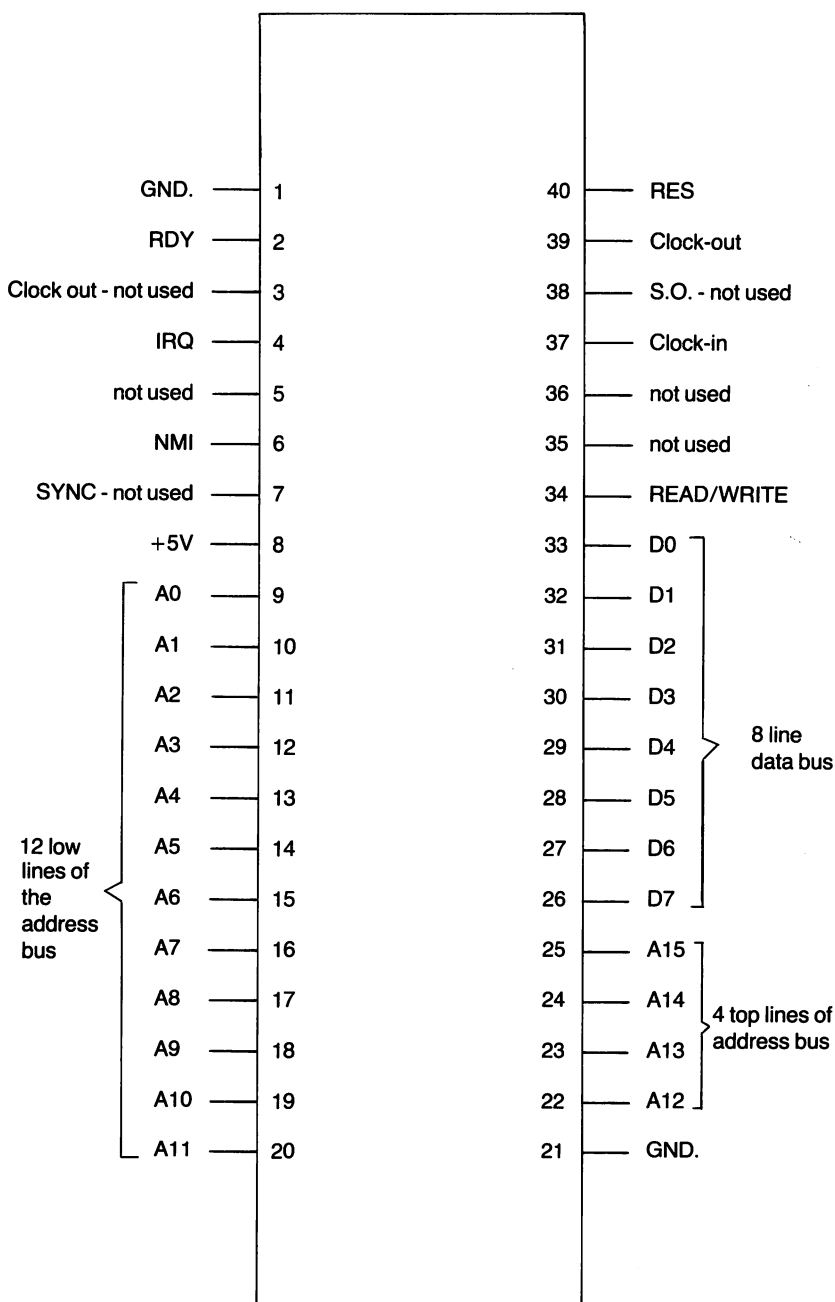 GND. 1 40 RES
RDY 2 39 Clock-out
Clock out - not used 3 38 S.O. - not used
IRQ 4 37 Clock-in
not used 5 36 not used
NMI 6 35 not used
SYNC - not used 7 34 READ/WRITE
+5V 8 33 D0
A0 9 32 D1
A1 10 31 D2
A2 11 30 D3
A3 12 29 D4
A4 13 28 D5
A5 14 27 D6
A6 15 26 D7
A7 16 25 A15
A8 17 24 A14
A9 18 23 A13
A10 19 22 A12
A11 20 21 GND.
12 low
lines of
the
address
bus
8 line
data bus
4 top lines of
address bus